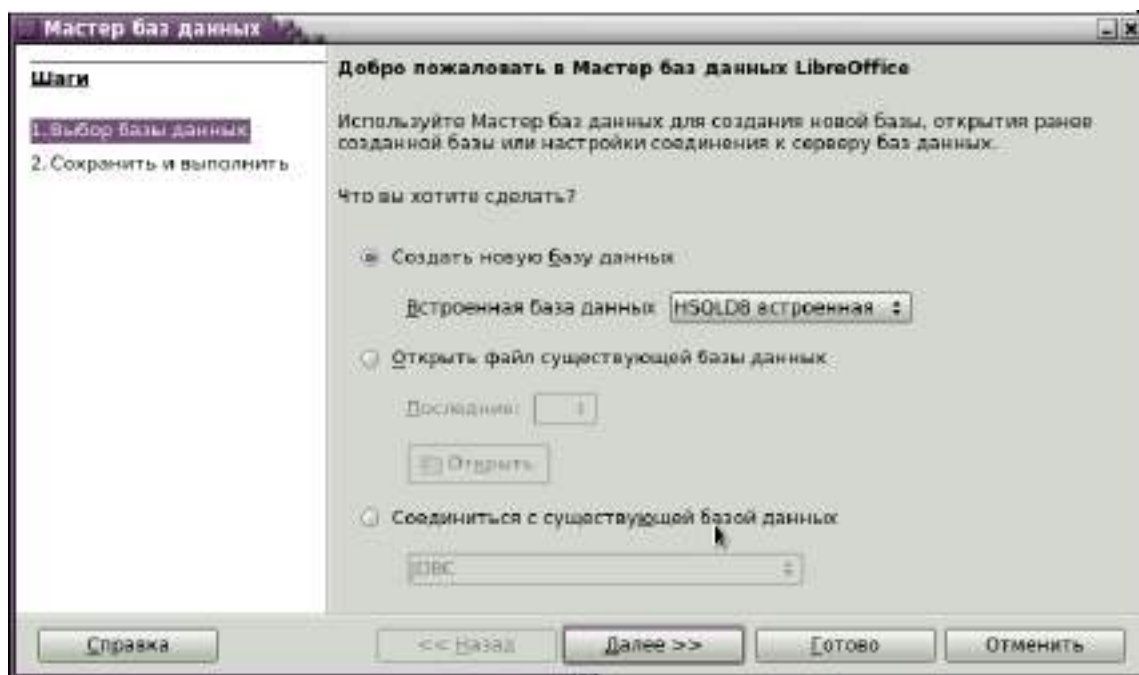 Мастер баз данных
Шаги
1. Выбор базы данных
2. Сохранить и выполнить
Добро пожаловать в Мастер баз данных LibreOffice
Используйте Мастер баз данных для создания новой базы, открытия ранее
созданной базы или настройки соединения к серверу баз данных.
Что вы хотите сделать?
Создать новую базу данных
Встроенная база данных HSQLDB встроенная
Открыть файл существующей базы данных
Последние:
Открыть
Соединиться с существующей базой данных
JDBC
Справка << Назад Далее >> Готово Отменить